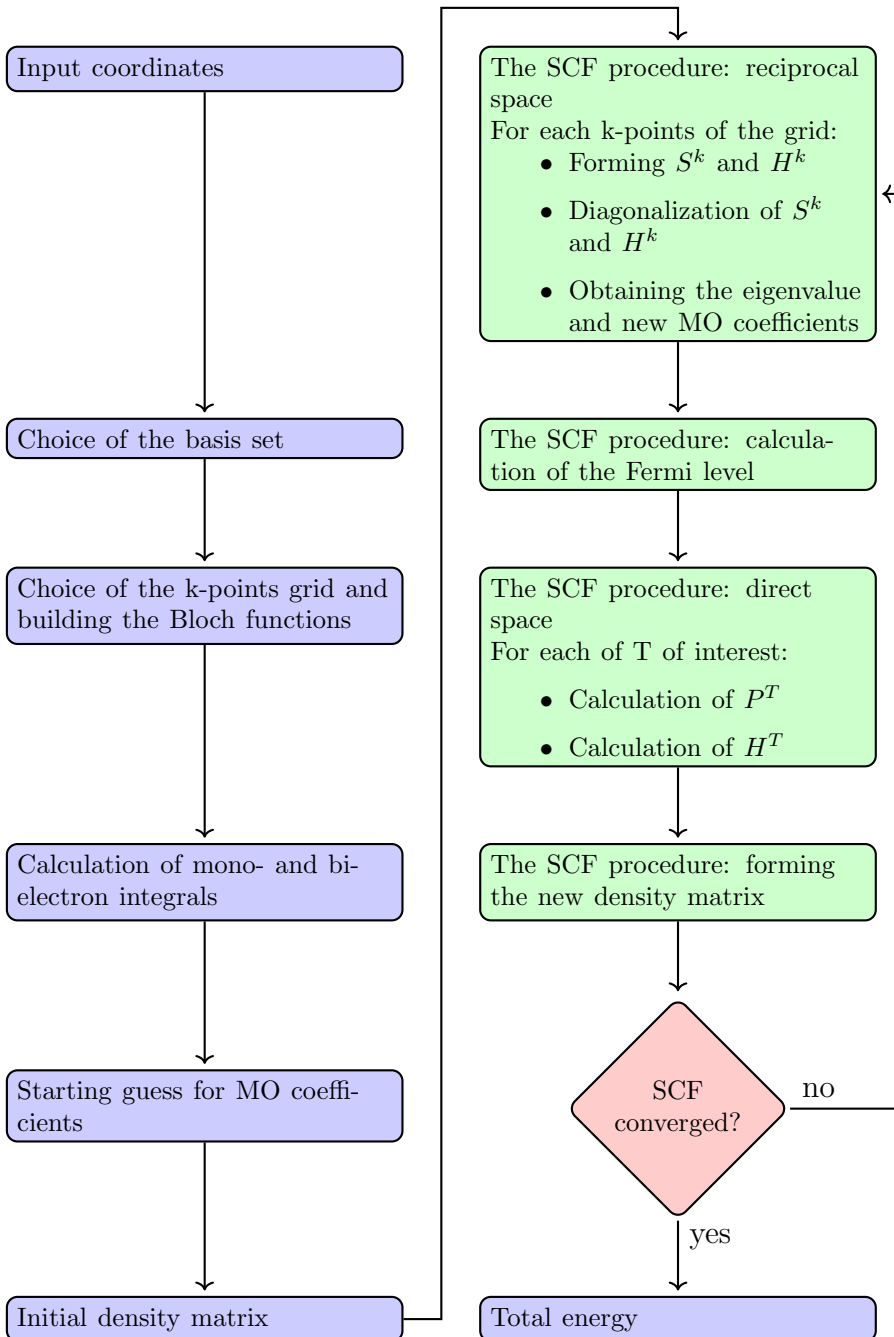 Input coordinates
Choice of the basis set
Choice of the k-points grid and
building the Bloch functions
Calculation of mono- and bi-
electron integrals
Starting guess for MO coeffi-
cients
Initial density matrix
The SCF procedure: reciprocal
space
For each k-points of the grid:
• Forming $S^k$ and $H^k$
• Diagonalization of $S^k$
and $H^k$
• Obtaining the eigenvalue
and new MO coefficients
The SCF procedure: calcula-
tion of the Fermi level
The SCF procedure: direct
space
For each of T of interest:
• Calculation of $P^T$
• Calculation of $H^T$
The SCF procedure: forming
the new density matrix
SCF
converged?
no
yes
Total energy